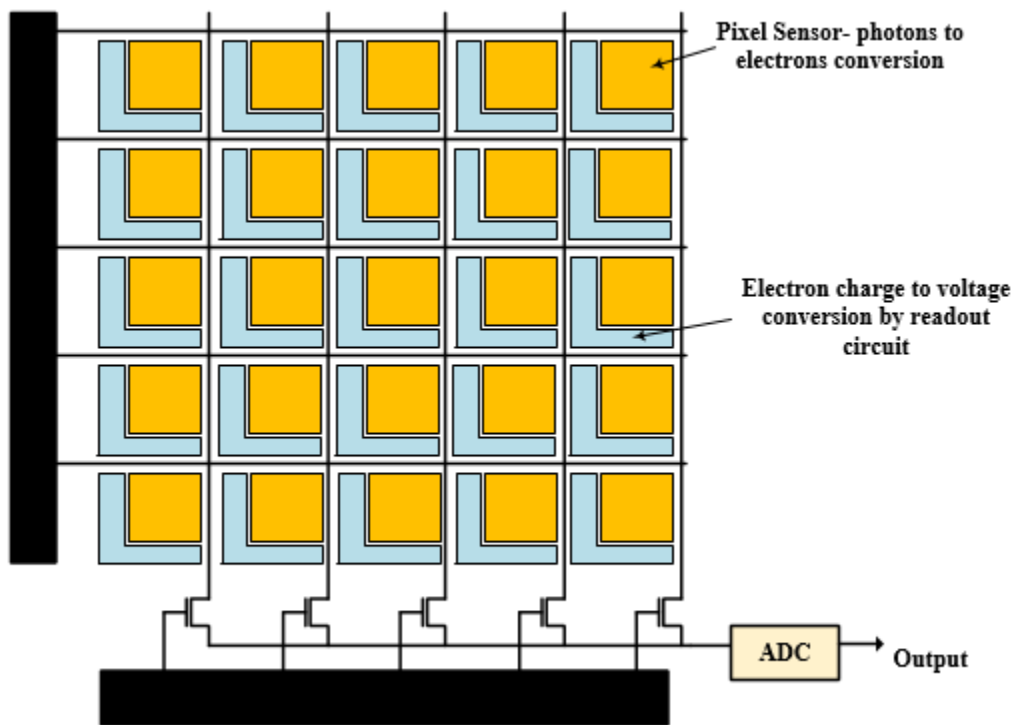 Pixel Sensor- photons to
electrons conversion
Electron charge to voltage
conversion by readout
circuit
ADC
Output